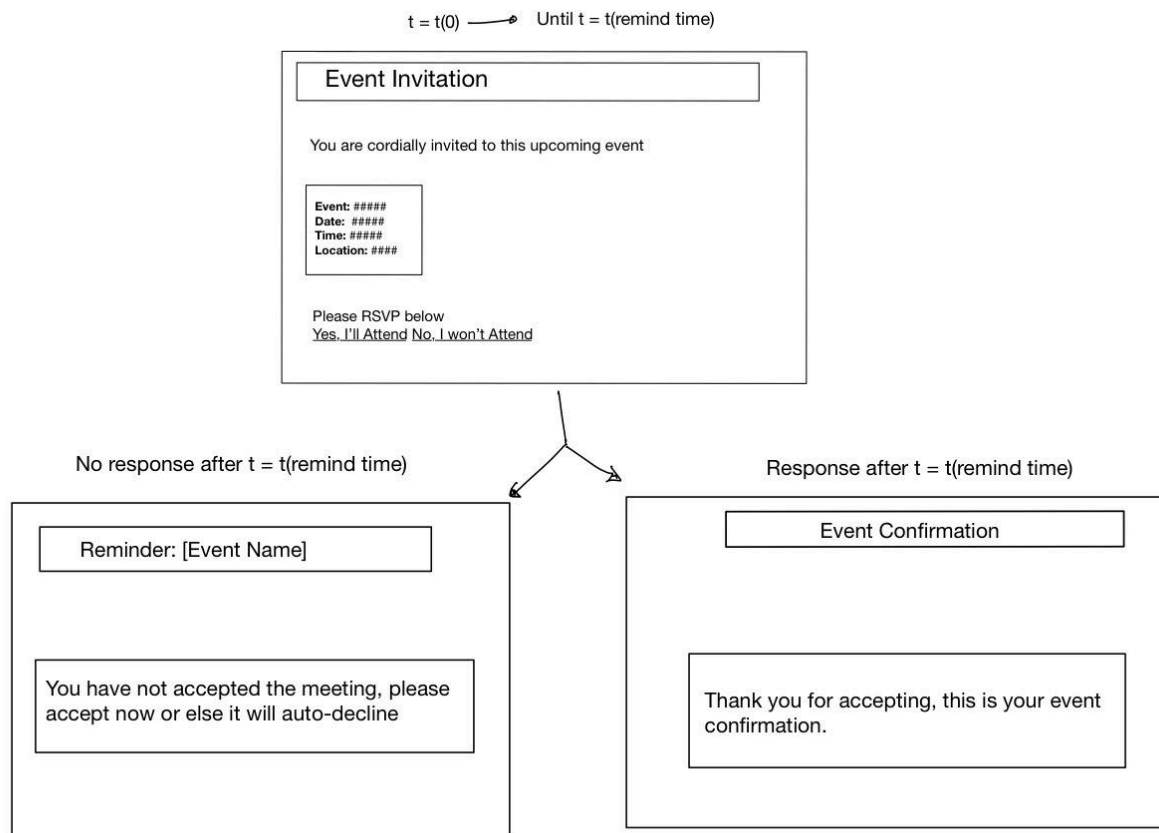 t = t(0) Until t = t(remind time)
Event Invitation
You are cordially invited to this upcoming event
Event: #####
Date: #####
Time: #####
Location: ####
Please RSVP below
Yes, I'll Attend No, I won't Attend
No response after t = t(remind time)
Reminder: [Event Name]
You have not accepted the meeting, please
accept now or else it will auto-decline
Response after t = t(remind time)
Event Confirmation
Thank you for accepting, this is your event
confirmation.